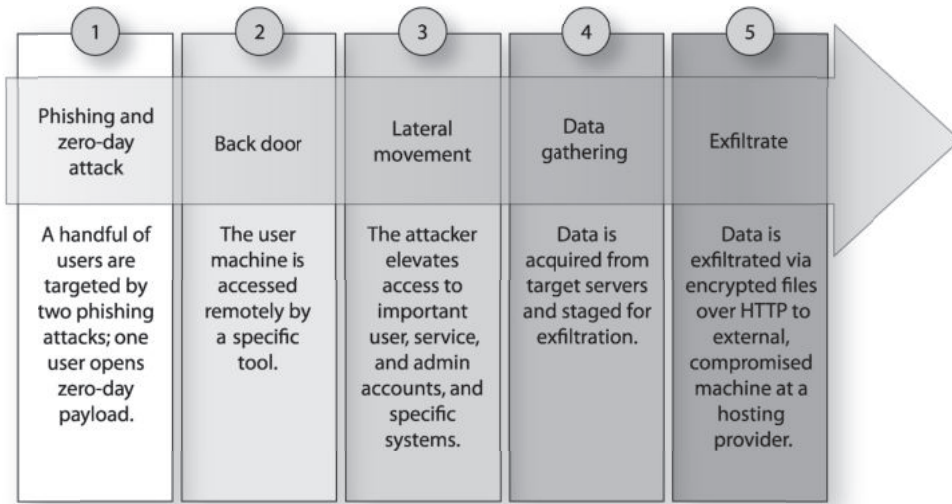 1
Phishing and
zero-day
attack
A handful of
users are
targeted by
two phishing
attacks; one
user opens
zero-day
payload.
2
Back door
The user
machine is
accessed
remotely by
a specific
tool.
3
Lateral
movement
The attacker
elevates
access to
important
user, service,
and admin
accounts, and
specific
systems.
4
Data
gathering
Data is
acquired from
target servers
and staged for
exfiltration.
5
Exfiltrate
Data is
exfiltrated via
encrypted files
over HTTP to
external,
compromised
machine at a
hosting
provider.